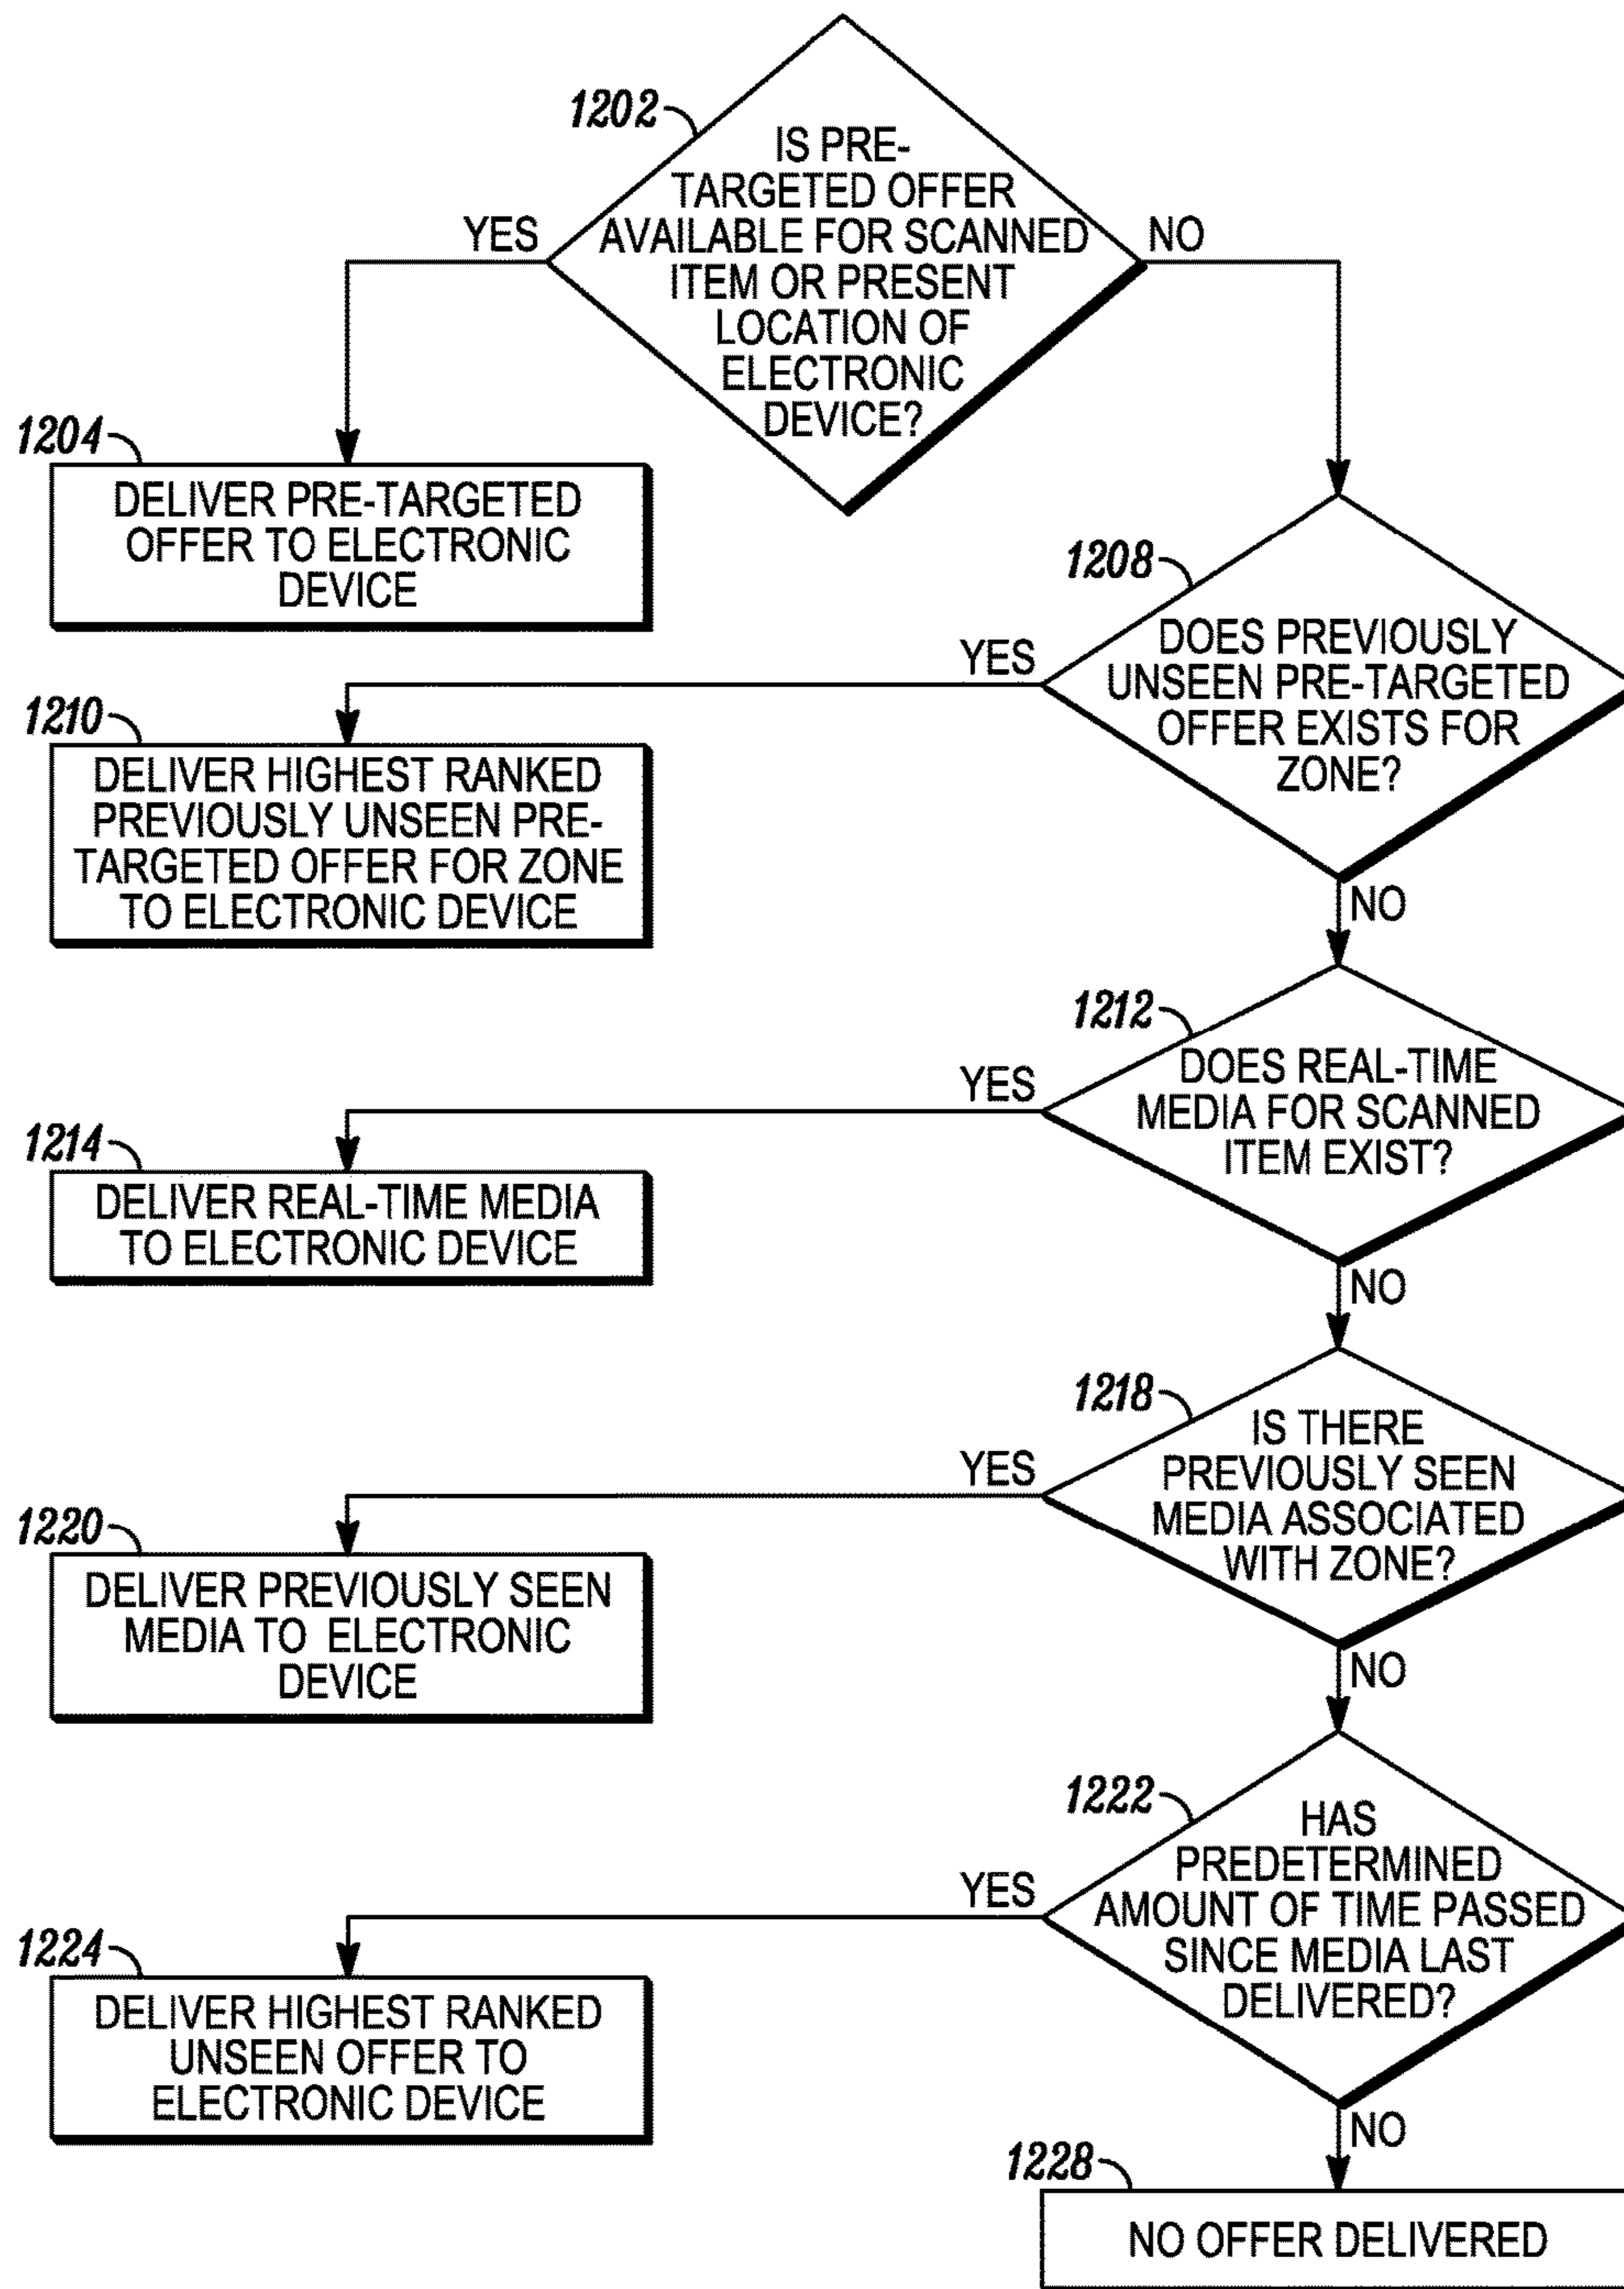 1202
IS PRE-
TARGETED OFFER
AVAILABLE FOR SCANNED
ITEM OR PRESENT
LOCATION OF
ELECTRONIC
DEVICE?
YES
NO
1204
DELIVER PRE-TARGETED
OFFER TO ELECTRONIC
DEVICE
1208
DOES PREVIOUSLY
UNSEEN PRE-TARGETED
OFFER EXISTS FOR
ZONE?
YES
NO
1210
DELIVER HIGHEST RANKED
PREVIOUSLY UNSEEN PRE-
TARGETED OFFER FOR ZONE
TO ELECTRONIC DEVICE
1212
DOES REAL-TIME
MEDIA FOR SCANNED
ITEM EXIST?
YES
NO
1214
DELIVER REAL-TIME MEDIA
TO ELECTRONIC DEVICE
1218
IS THERE
PREVIOUSLY SEEN
MEDIA ASSOCIATED
WITH ZONE?
YES
NO
1220
DELIVER PREVIOUSLY SEEN
MEDIA TO ELECTRONIC
DEVICE
1222
HAS
PREDETERMINED
AMOUNT OF TIME PASSED
SINCE MEDIA LAST
DELIVERED?
YES
NO
1224
DELIVER HIGHEST RANKED
UNSEEN OFFER TO
ELECTRONIC DEVICE
1228
NO OFFER DELIVERED